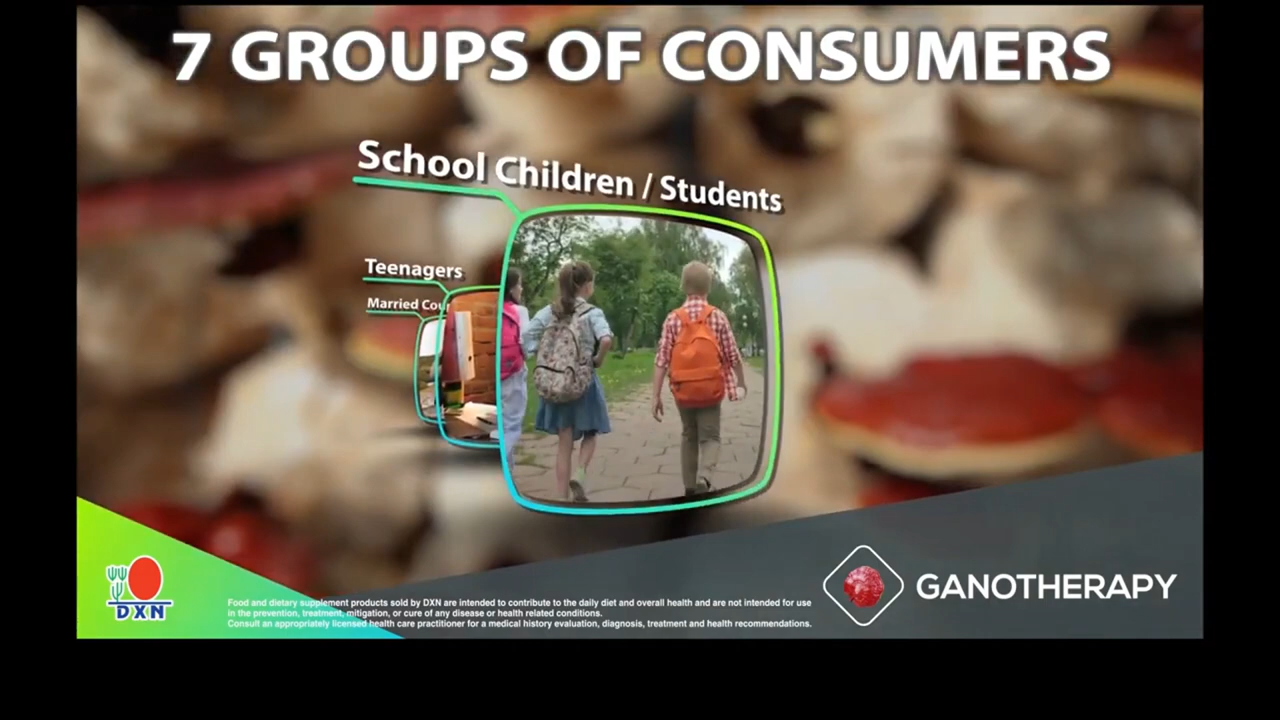 7 GROUPS OF CONSUMERS
School Children / Students
Teenagers
Married
DXN
Food and dietary supplement products sold by DXN are intended to contribute to the daily diet and overall health and are not intended for use
in the prevention, treatment, mitigation, or cure of any disease or health related conditions.
Consult an appropriately licensed health care practitioner for a medical history evaluation, diagnosis, treatment and health recommendations.
GANOTHERAPY